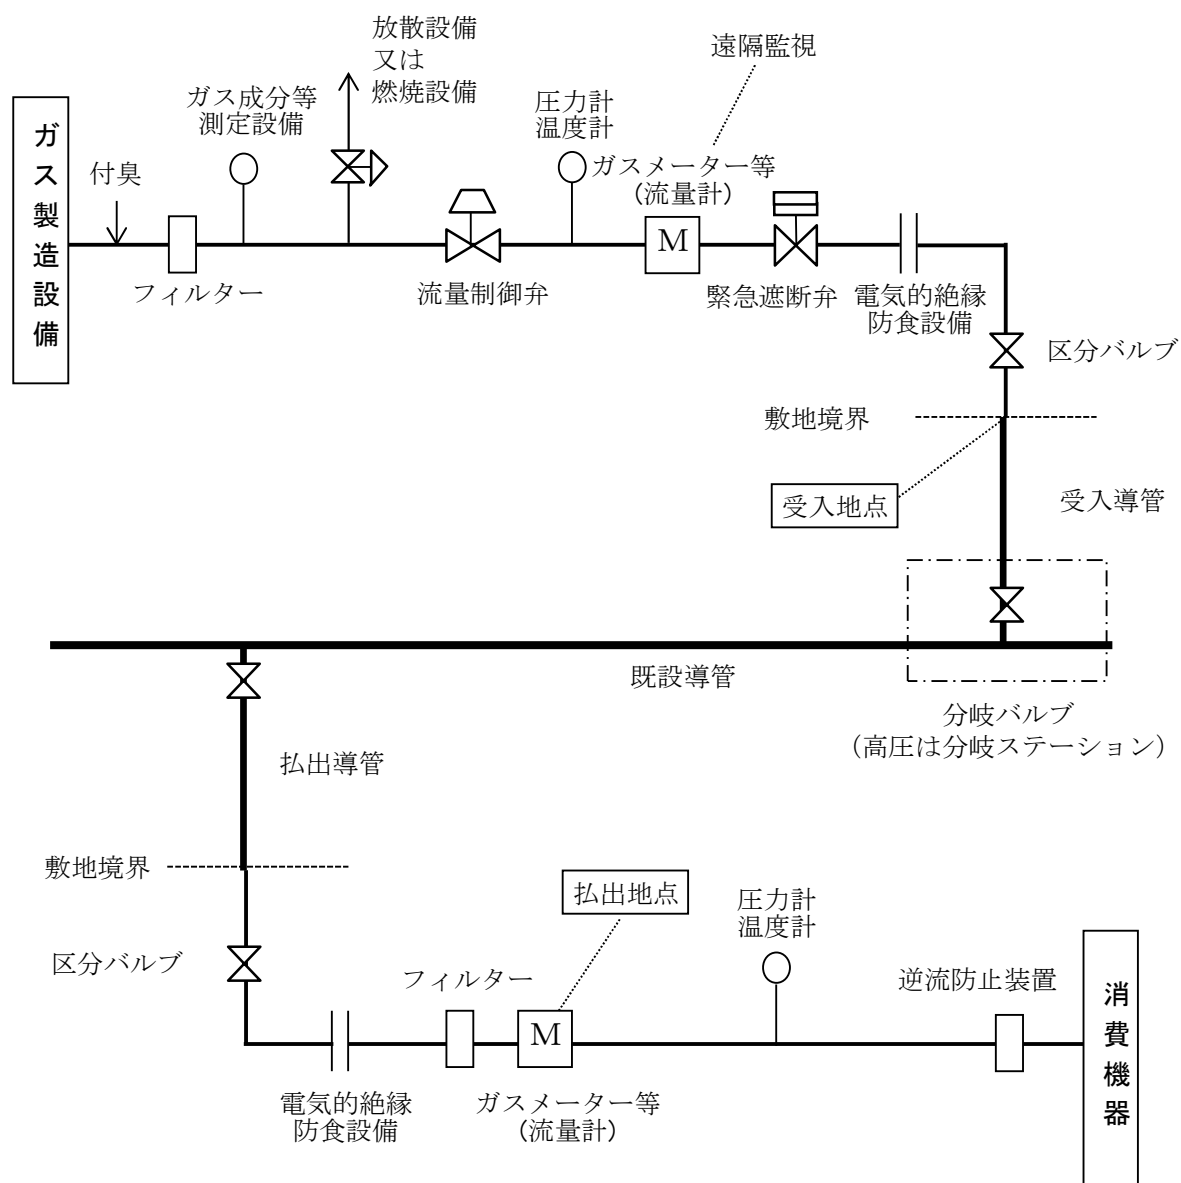 放散設備
又は
燃焼設備
遠隔監視
ガス成分等
測定設備
圧力計
温度計
ガス製造設備
付臭
ガスメーター等
(流量計)
M
フィルター
流量制御弁
緊急遮断弁
電気的絶縁
防食設備
区分バルブ
敷地境界
受入地点
受入導管
既設導管
分岐バルブ
（高圧は分岐ステーション）
払出導管
敷地境界
払出地点
圧力計
温度計
区分バルブ
フィルター
逆流防止装置
消費機器
M
電気的絶縁
防食設備
ガスメーター等
(流量計)